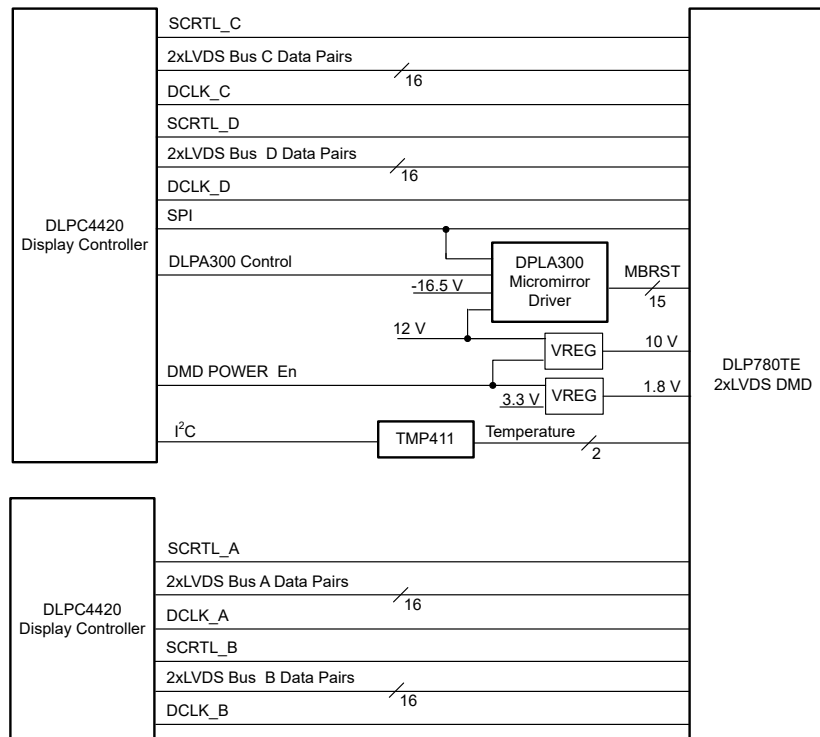 SCRTL_C
2xLVDS Bus C Data Pairs
16
DCLK_C
SCRTL_D
2xLVDS Bus D Data Pairs
16
DCLK_D
SPI
DLPC4420
Display Controller
DLPA300 Control
-16.5 V
DPLA300
Micromirror
Driver
MBRST
15
12 V
VREG
10 V
DMD POWER En
3.3 V
VREG
1.8 V
DLP780TE
2xLVDS DMD
I²C
TMP411
Temperature
2
SCRTL_A
2xLVDS Bus A Data Pairs
16
DLPC4420
Display Controller
DCLK_A
SCRTL_B
2xLVDS Bus B Data Pairs
16
DCLK_B